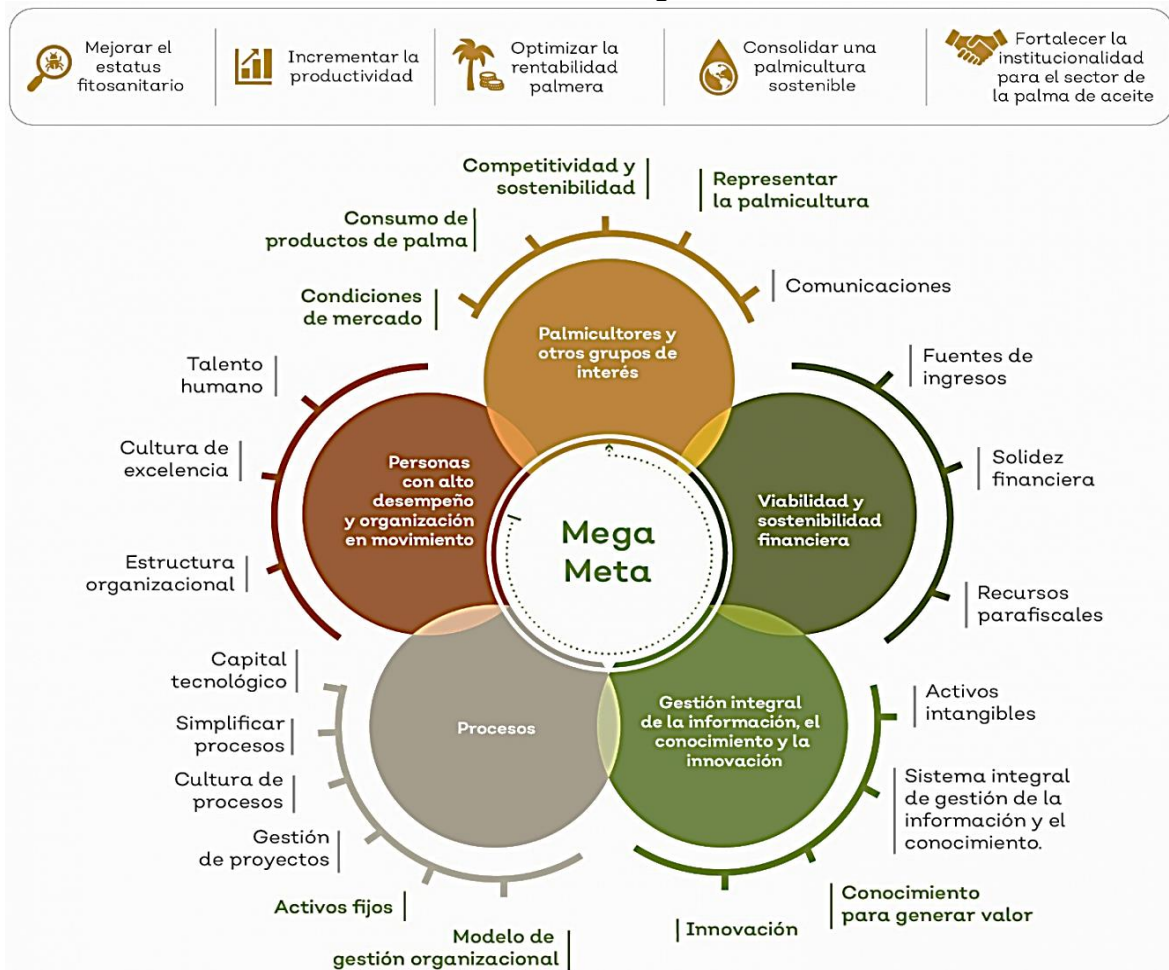 Mejorar el
estatus
fitosanitario
Incrementar la
productividad
Optimizar la
rentabilidad
palmera
Consolidar una
palmicultura
sostenible
Fortalecer la
institucionalidad
para el sector de
la palma de aceite
Competitividad y
sostenibilidad
Representar
la palmicultura
Consumo de
productos de palma
Comunicaciones
Condiciones
de mercado
Palmicultores y
otros grupos de
interés
Talento
humano
Cultura de
excelencia
Estructura
organizacional
Personas
con alto
desempeño
y organización
en movimiento
Mega
Meta
Viabilidad y
sostenibilidad
financiera
Fuentes de
ingresos
Solidez
financiera
Recursos
parafiscales
Capital
tecnológico
Simplificar
procesos
Cultura de
procesos
Gestión
de proyectos
Activos fijos
Modelo de
gestión organizacional
Procesos
Gestión integral
de la información, el
conocimiento y la
innovación
Activos
intangibles
Sistema integral
de gestión de la
información y el
conocimiento.
Conocimiento
para generar valor
Innovación